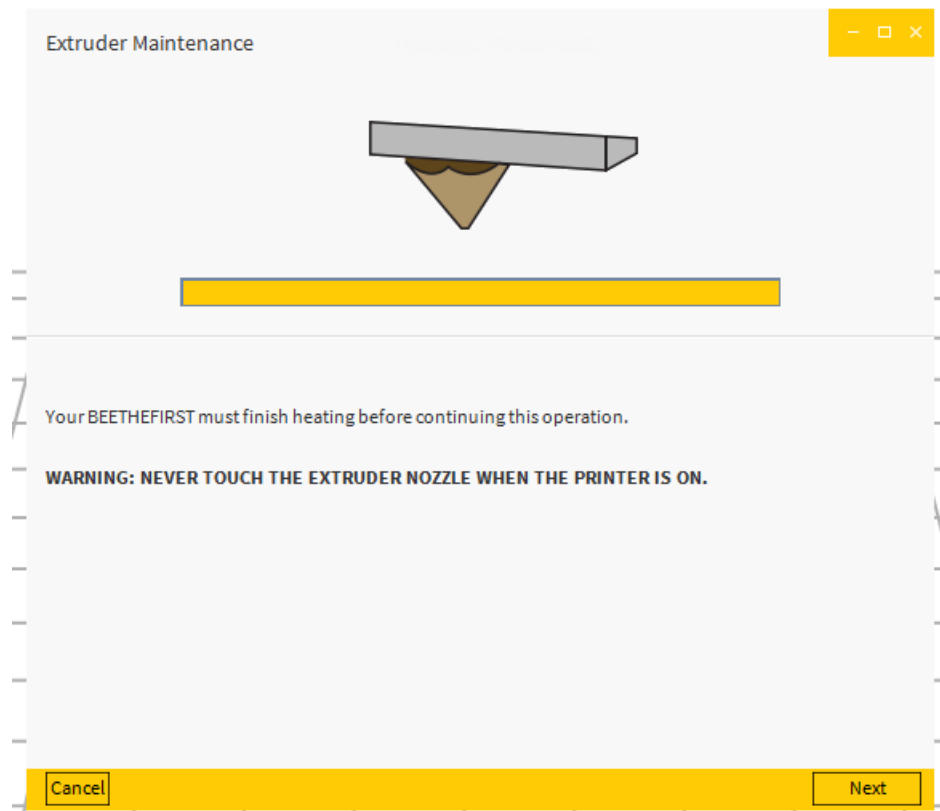 Extruder Maintenance
Your BEETHEFIRST must finish heating before continuing this operation.
WARNING: NEVER TOUCH THE EXTRUDER NOZZLE WHEN THE PRINTER IS ON.
Cancel
Next